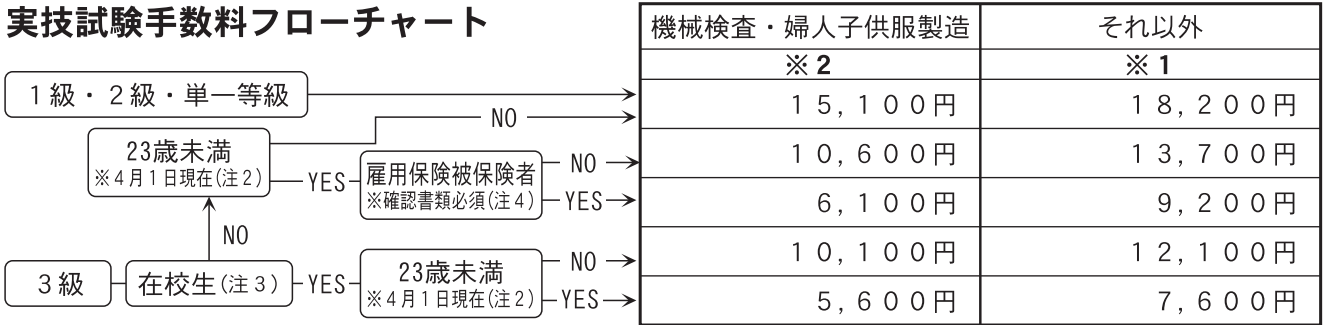 実技試験手数料フローチャート
機械検査・婦人子供服製造 それ以外
※2 ※1
1級・2級・単一等級
15,100円 18,200円
NO
23歳未満
※4月1日現在(注2)
YES
雇用保険被保険者
※確認書類必須(注4)
NO
10,600円 13,700円
YES
6,100円 9,200円
NO
3級
在校生(注3)
YES
23歳未満
※4月1日現在(注2)
NO
10,100円 12,100円
YES
5,600円 7,600円